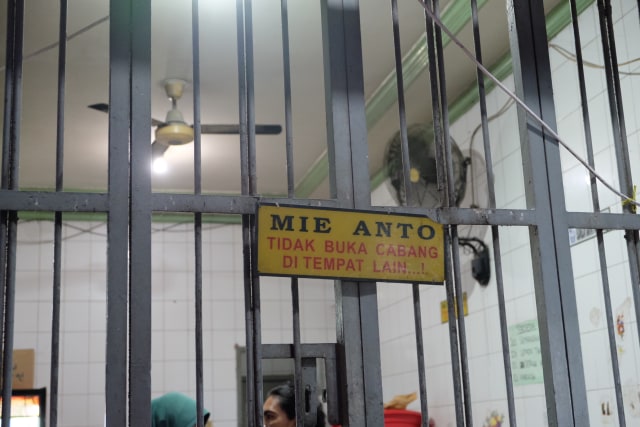 MIE ANTO
TIDAK BUKA CABANG
DI TEMPAT LAIN...!